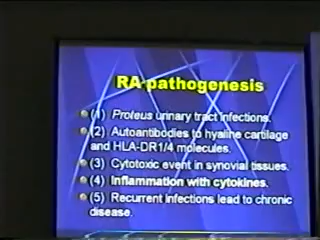 RA pathogenesis
(1) Proteus urinary tract infections.
(2) Autoantibodies to hyaline cartilage
and HLA-DR1/4 molecules.
(3) Cytotoxic event in synovial tissues.
(4) Inflammation with cytokines.
(5) Recurrent infections lead to chronic
disease.